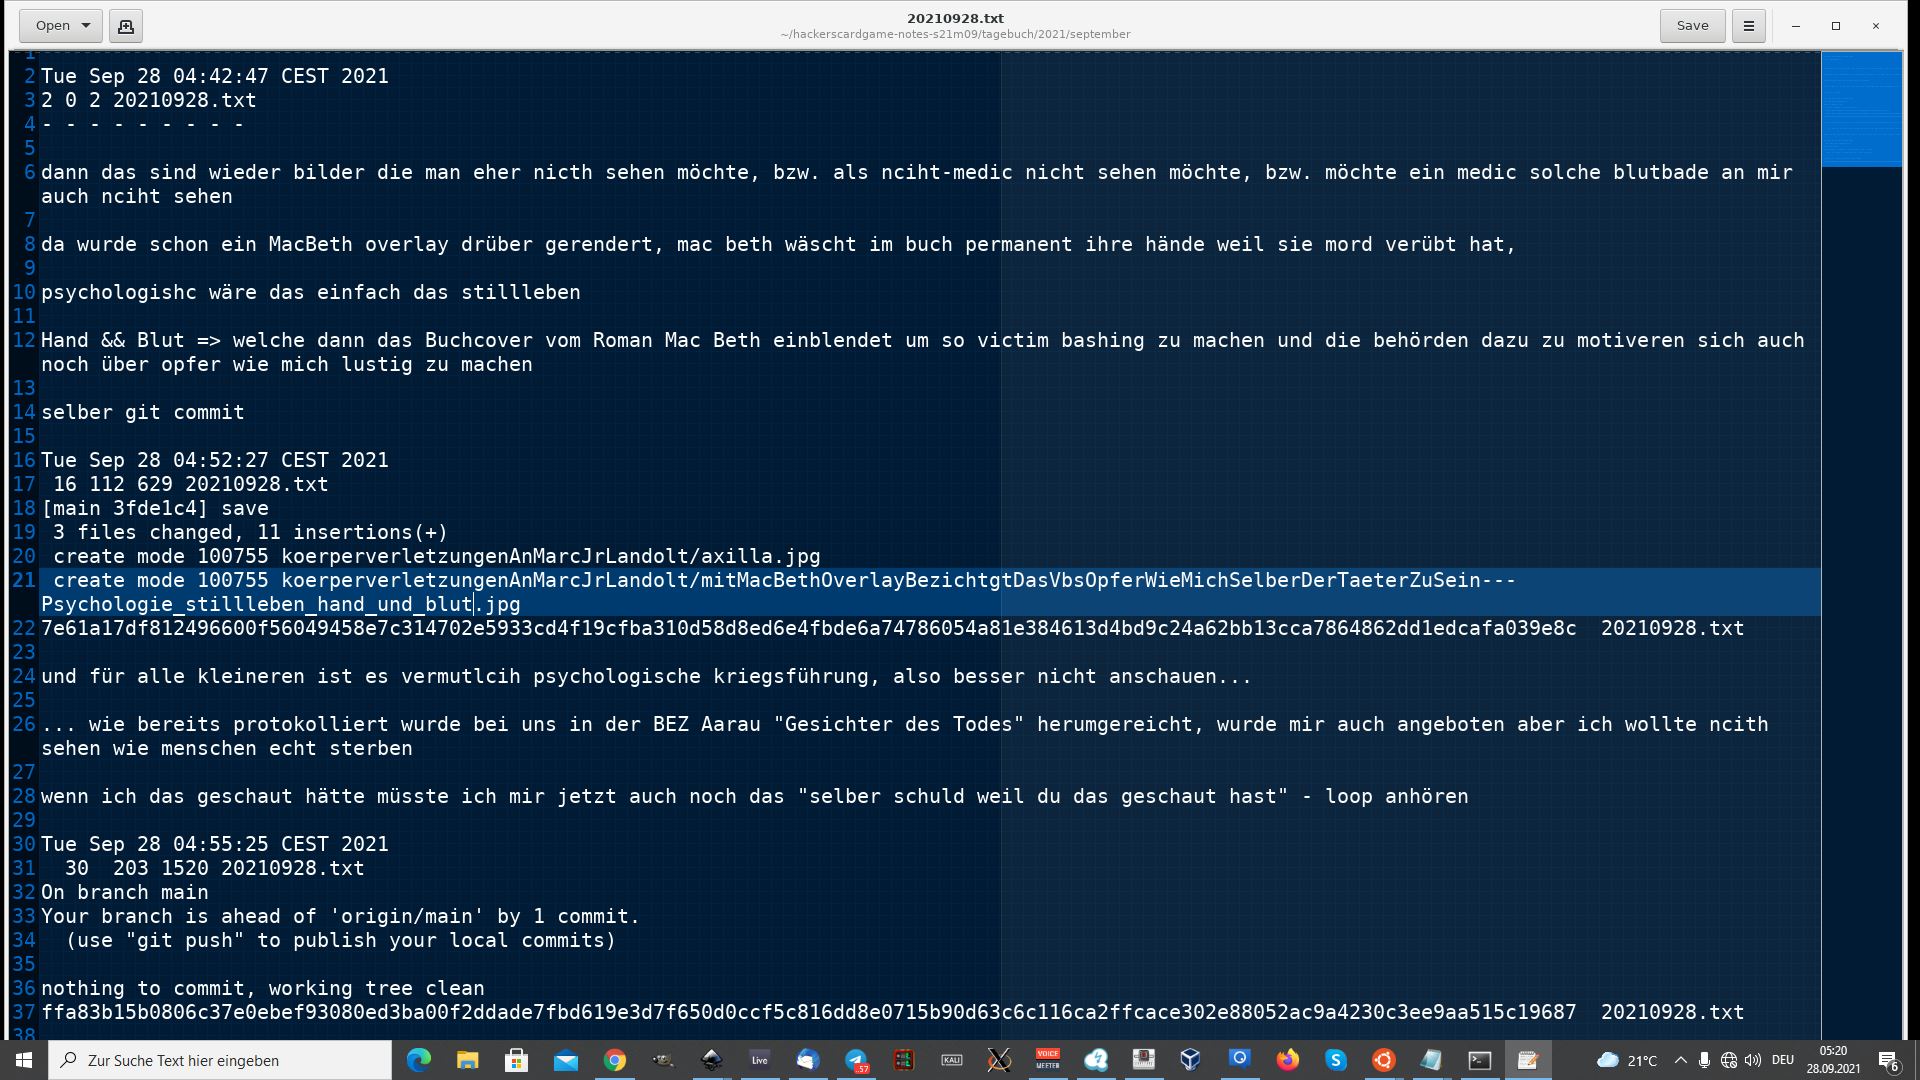 Open
20210928.txt
~/hackerscardgame-notes-s21m09/tagebuch/2021/september
Save
1
2 Tue Sep 28 04:42:47 CEST 2021
3 2 0 2 20210928.txt
4 - - - - - - - - -
5
6 dann das sind wieder bilder die man eher nicth sehen möchte, bzw. als nciht-medic nicht sehen möchte, bzw. möchte ein medic solche blutbade an mir
auch nciht sehen
7
8 da wurde schon ein MacBeth overlay drüber gerendert, mac beth wäscht im buch permanent ihre hände weil sie mord verübt hat,
9
10 psychologishc wäre das einfach das stillleben
11
12 Hand && Blut => welche dann das Buchcover vom Roman Mac Beth einblendet um so victim bashing zu machen und die behörden dazu zu motiveren sich auch
noch über opfer wie mich lustig zu machen
13
14 selber git commit
15
16 Tue Sep 28 04:52:27 CEST 2021
17  16 112 629 20210928.txt
18 [main 3fde1c4] save
19  3 files changed, 11 insertions(+)
20  create mode 100755 koerperverletzungenAnMarcJrLandolt/axilla.jpg
21  create mode 100755 koerperverletzungenAnMarcJrLandolt/mitMacBethOverlayBezichtgtDasVbsOpferWieMichSelberDerTaeterZuSein---
Psychologie_stillleben_hand_und_blut.jpg
22 7e61a17df812496600f56049458e7c314702e5933cd4f19cfba310d58d8ed6e4fbde6a74786054a81e384613d4bd9c24a62bb13cca7864862dd1edcafa039e8c  20210928.txt
23
24 und für alle kleineren ist es vermutlcih psychologische kriegsführung, also besser nicht anschauen...
25
26 ... wie bereits protokolliert wurde bei uns in der BEZ Aarau "Gesichter des Todes" herumgereicht, wurde mir auch angeboten aber ich wollte ncith
sehen wie menschen echt sterben
27
28 wenn ich das geschaut hätte müsste ich mir jetzt auch noch das "selber schuld weil du das geschaut hast" - loop anhören
29
30 Tue Sep 28 04:55:25 CEST 2021
31   30  203 1520 20210928.txt
32 On branch main
33 Your branch is ahead of 'origin/main' by 1 commit.
34   (use "git push" to publish your local commits)
35
36 nothing to commit, working tree clean
37 ffa83b15b0806c37e0ebef93080ed3ba00f2ddade7fbd619e3d7f650d0ccf5c816dd8e0715b90d63c6c116ca2ffcace302e88052ac9a4230c3ee9aa515c19687  20210928.txt
38
Zur Suche Text hier eingeben
Live
.57
KALI
VOICE
MEETER
21°C
DEU
05:20
28.09.2021
6